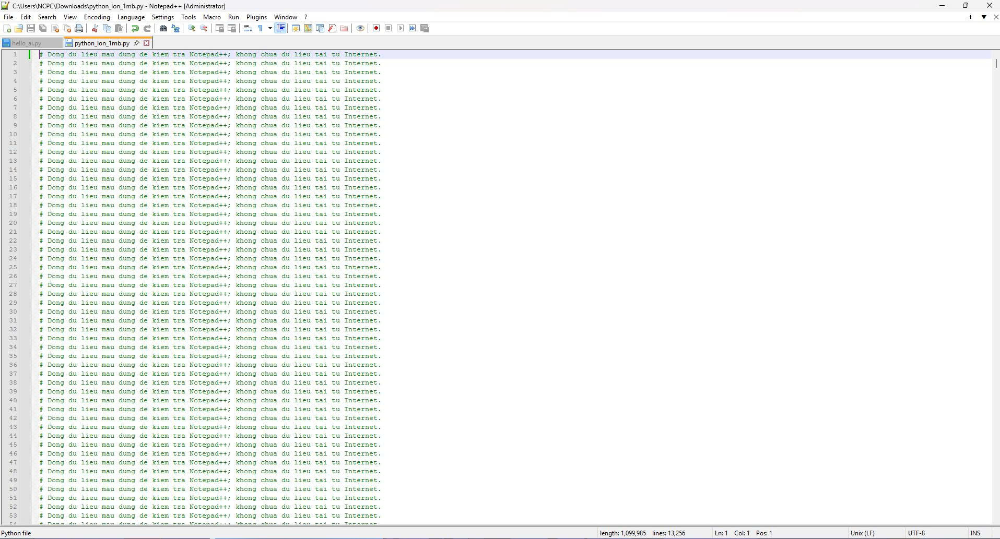 C:\Users\NCPC\Downloads\python_lon_1mb.py - Notepad++ [Administrator]
File Edit Search View Encoding Language Settings Tools Macro Run Plugins Window ?
hello_ai.py python_lon_1mb.py
1 # Dong du lieu mau dung de kiem tra Notepad++; khong chua du lieu tai tu Internet.
2 # Dong du lieu mau dung de kiem tra Notepad++; khong chua du lieu tai tu Internet.
3 # Dong du lieu mau dung de kiem tra Notepad++; khong chua du lieu tai tu Internet.
4 # Dong du lieu mau dung de kiem tra Notepad++; khong chua du lieu tai tu Internet.
5 # Dong du lieu mau dung de kiem tra Notepad++; khong chua du lieu tai tu Internet.
6 # Dong du lieu mau dung de kiem tra Notepad++; khong chua du lieu tai tu Internet.
7 # Dong du lieu mau dung de kiem tra Notepad++; khong chua du lieu tai tu Internet.
8 # Dong du lieu mau dung de kiem tra Notepad++; khong chua du lieu tai tu Internet.
9 # Dong du lieu mau dung de kiem tra Notepad++; khong chua du lieu tai tu Internet.
10 # Dong du lieu mau dung de kiem tra Notepad++; khong chua du lieu tai tu Internet.
11 # Dong du lieu mau dung de kiem tra Notepad++; khong chua du lieu tai tu Internet.
12 # Dong du lieu mau dung de kiem tra Notepad++; khong chua du lieu tai tu Internet.
13 # Dong du lieu mau dung de kiem tra Notepad++; khong chua du lieu tai tu Internet.
14 # Dong du lieu mau dung de kiem tra Notepad++; khong chua du lieu tai tu Internet.
15 # Dong du lieu mau dung de kiem tra Notepad++; khong chua du lieu tai tu Internet.
16 # Dong du lieu mau dung de kiem tra Notepad++; khong chua du lieu tai tu Internet.
17 # Dong du lieu mau dung de kiem tra Notepad++; khong chua du lieu tai tu Internet.
18 # Dong du lieu mau dung de kiem tra Notepad++; khong chua du lieu tai tu Internet.
19 # Dong du lieu mau dung de kiem tra Notepad++; khong chua du lieu tai tu Internet.
20 # Dong du lieu mau dung de kiem tra Notepad++; khong chua du lieu tai tu Internet.
21 # Dong du lieu mau dung de kiem tra Notepad++; khong chua du lieu tai tu Internet.
22 # Dong du lieu mau dung de kiem tra Notepad++; khong chua du lieu tai tu Internet.
23 # Dong du lieu mau dung de kiem tra Notepad++; khong chua du lieu tai tu Internet.
24 # Dong du lieu mau dung de kiem tra Notepad++; khong chua du lieu tai tu Internet.
25 # Dong du lieu mau dung de kiem tra Notepad++; khong chua du lieu tai tu Internet.
26 # Dong du lieu mau dung de kiem tra Notepad++; khong chua du lieu tai tu Internet.
27 # Dong du lieu mau dung de kiem tra Notepad++; khong chua du lieu tai tu Internet.
28 # Dong du lieu mau dung de kiem tra Notepad++; khong chua du lieu tai tu Internet.
29 # Dong du lieu mau dung de kiem tra Notepad++; khong chua du lieu tai tu Internet.
30 # Dong du lieu mau dung de kiem tra Notepad++; khong chua du lieu tai tu Internet.
31 # Dong du lieu mau dung de kiem tra Notepad++; khong chua du lieu tai tu Internet.
32 # Dong du lieu mau dung de kiem tra Notepad++; khong chua du lieu tai tu Internet.
33 # Dong du lieu mau dung de kiem tra Notepad++; khong chua du lieu tai tu Internet.
34 # Dong du lieu mau dung de kiem tra Notepad++; khong chua du lieu tai tu Internet.
35 # Dong du lieu mau dung de kiem tra Notepad++; khong chua du lieu tai tu Internet.
36 # Dong du lieu mau dung de kiem tra Notepad++; khong chua du lieu tai tu Internet.
37 # Dong du lieu mau dung de kiem tra Notepad++; khong chua du lieu tai tu Internet.
38 # Dong du lieu mau dung de kiem tra Notepad++; khong chua du lieu tai tu Internet.
39 # Dong du lieu mau dung de kiem tra Notepad++; khong chua du lieu tai tu Internet.
40 # Dong du lieu mau dung de kiem tra Notepad++; khong chua du lieu tai tu Internet.
41 # Dong du lieu mau dung de kiem tra Notepad++; khong chua du lieu tai tu Internet.
42 # Dong du lieu mau dung de kiem tra Notepad++; khong chua du lieu tai tu Internet.
43 # Dong du lieu mau dung de kiem tra Notepad++; khong chua du lieu tai tu Internet.
44 # Dong du lieu mau dung de kiem tra Notepad++; khong chua du lieu tai tu Internet.
45 # Dong du lieu mau dung de kiem tra Notepad++; khong chua du lieu tai tu Internet.
46 # Dong du lieu mau dung de kiem tra Notepad++; khong chua du lieu tai tu Internet.
47 # Dong du lieu mau dung de kiem tra Notepad++; khong chua du lieu tai tu Internet.
48 # Dong du lieu mau dung de kiem tra Notepad++; khong chua du lieu tai tu Internet.
49 # Dong du lieu mau dung de kiem tra Notepad++; khong chua du lieu tai tu Internet.
50 # Dong du lieu mau dung de kiem tra Notepad++; khong chua du lieu tai tu Internet.
51 # Dong du lieu mau dung de kiem tra Notepad++; khong chua du lieu tai tu Internet.
52 # Dong du lieu mau dung de kiem tra Notepad++; khong chua du lieu tai tu Internet.
53 # Dong du lieu mau dung de kiem tra Notepad++; khong chua du lieu tai tu Internet.
Python file length: 1,099,985 lines: 13,256 Ln: 1 Col: 1 Pos: 1 Unix (LF) UTF-8 INS